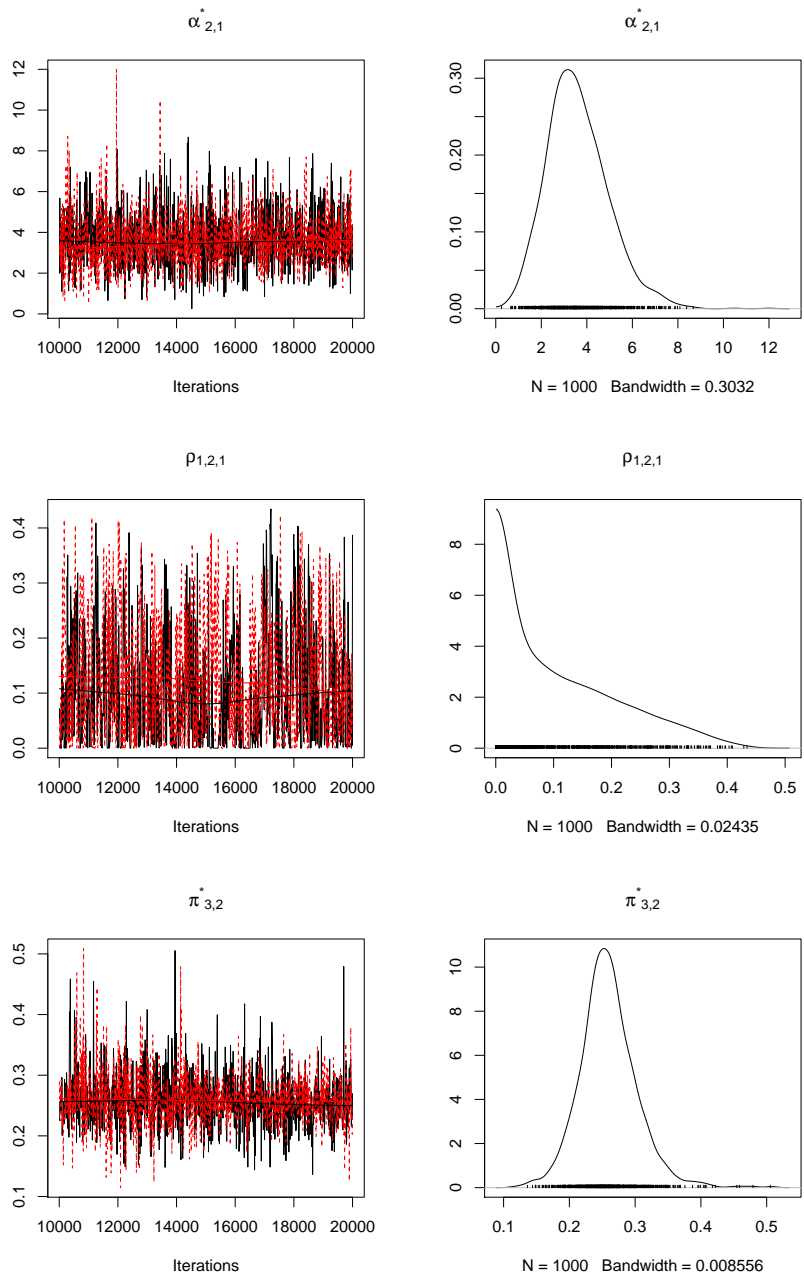 α*2,1
α*2,1
12
10
8
6
4
2
0
10000 12000 14000 16000 18000 20000
Iterations
0.30
0.20
0.10
0.00
0 2 4 6 8 10 12
N = 1000 Bandwidth = 0.3032
ρ1,2,1
ρ1,2,1
0.4
0.3
0.2
0.1
0.0
10000 12000 14000 16000 18000 20000
Iterations
8
6
4
2
0
0.0 0.1 0.2 0.3 0.4 0.5
N = 1000 Bandwidth = 0.02435
π*3,2
π*3,2
0.5
0.4
0.3
0.2
0.1
10000 12000 14000 16000 18000 20000
Iterations
10
8
6
4
2
0
0.1 0.2 0.3 0.4 0.5
N = 1000 Bandwidth = 0.008556